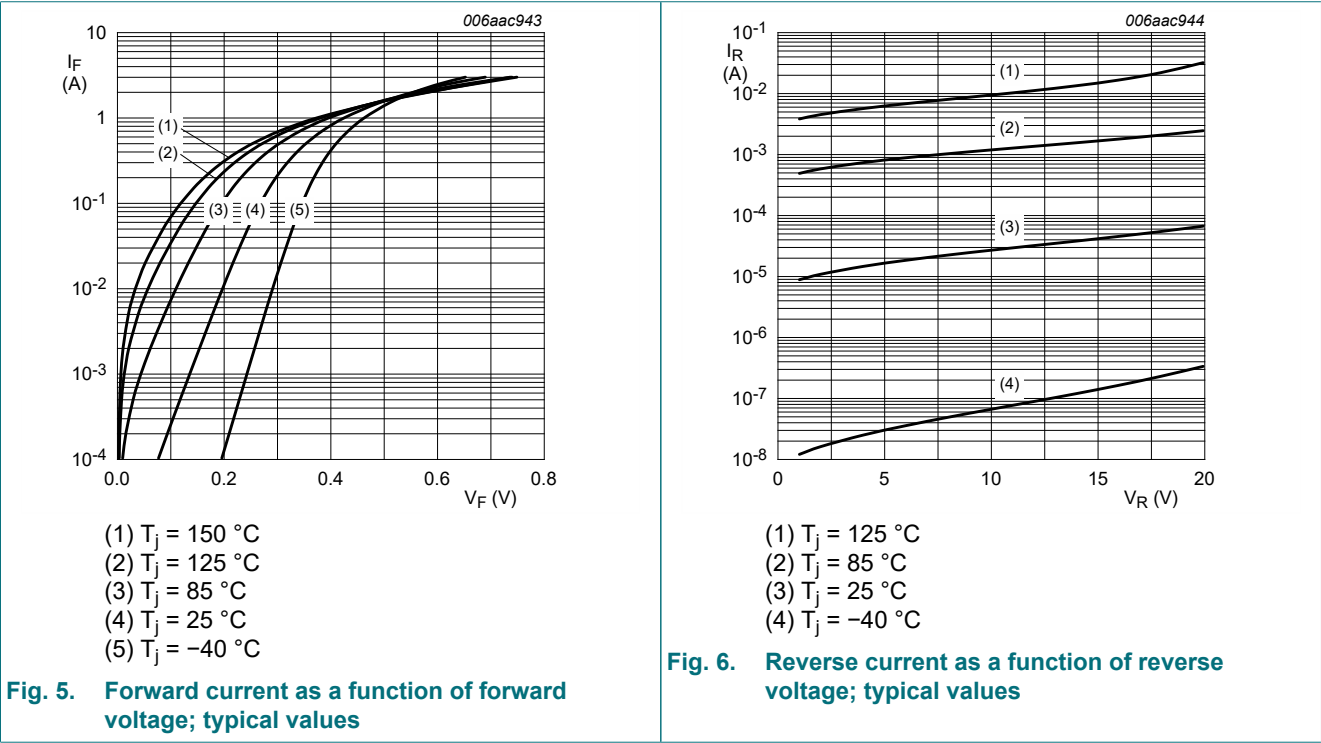 006aac943
I_F
(A)
10
1
10^-1
10^-2
10^-3
10^-4
(1)
(2)
(3)
(4)
(5)
0.0
0.2
0.4
0.6
0.8
V_F (V)
(1) T_j = 150 °C
(2) T_j = 125 °C
(3) T_j = 85 °C
(4) T_j = 25 °C
(5) T_j = −40 °C
Fig. 5. Forward current as a function of forward
voltage; typical values
006aac944
I_R
(A)
10^-1
10^-2
10^-3
10^-4
10^-5
10^-6
10^-7
10^-8
(1)
(2)
(3)
(4)
0
5
10
15
20
V_R (V)
(1) T_j = 125 °C
(2) T_j = 85 °C
(3) T_j = 25 °C
(4) T_j = −40 °C
Fig. 6. Reverse current as a function of reverse
voltage; typical values